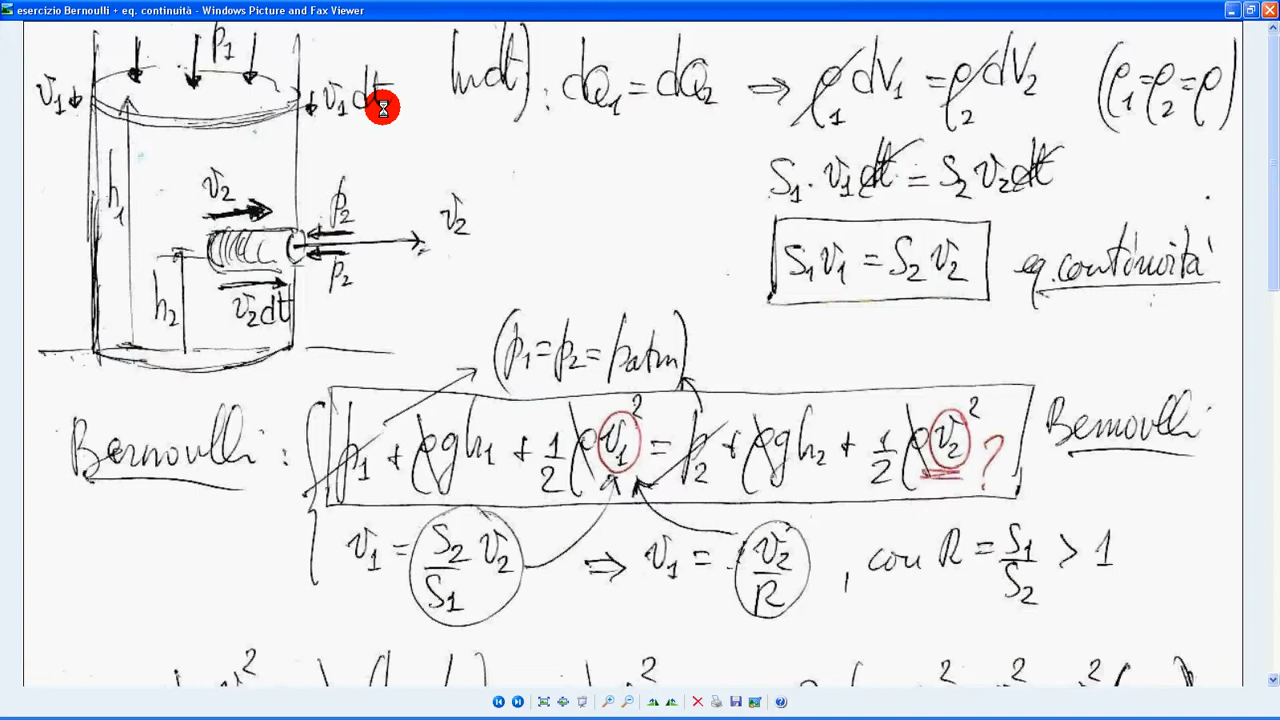 esercizio Bernoulli + eq. continuità - Windows Picture and Fax Viewer
p₁
v₁
v₁dt
h₁
v₂
p₂
v₂
p₂
h₂
v₂dt
In dt) : dQ₁ = dQ₂ ⇒ ρ₁dV₁ = ρ₂dV₂ (ρ₁=ρ₂=ρ)
S₁·v₁dt = S₂v₂dt
S₁v₁ = S₂v₂ eq. continuità
(p₁=p₂=patm)
Bernoulli: { p₁ + ρgh₁ + 1/2 ρv₁² = p₂ + ρgh₂ + 1/2 ρv₂² ? Bernoulli
v₁ = S₂/S₁ v₂ ⇒ v₁ = v₂/R , con R = S₁/S₂ > 1